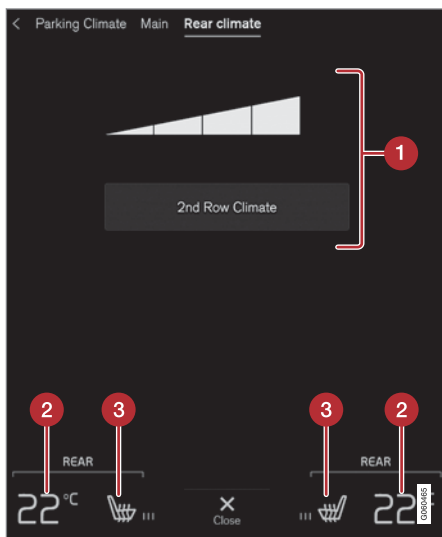 Parking Climate Main Rear climate
1
2nd Row Climate
2 3 3 2
REAR REAR
22°C 22°
Close
G060465